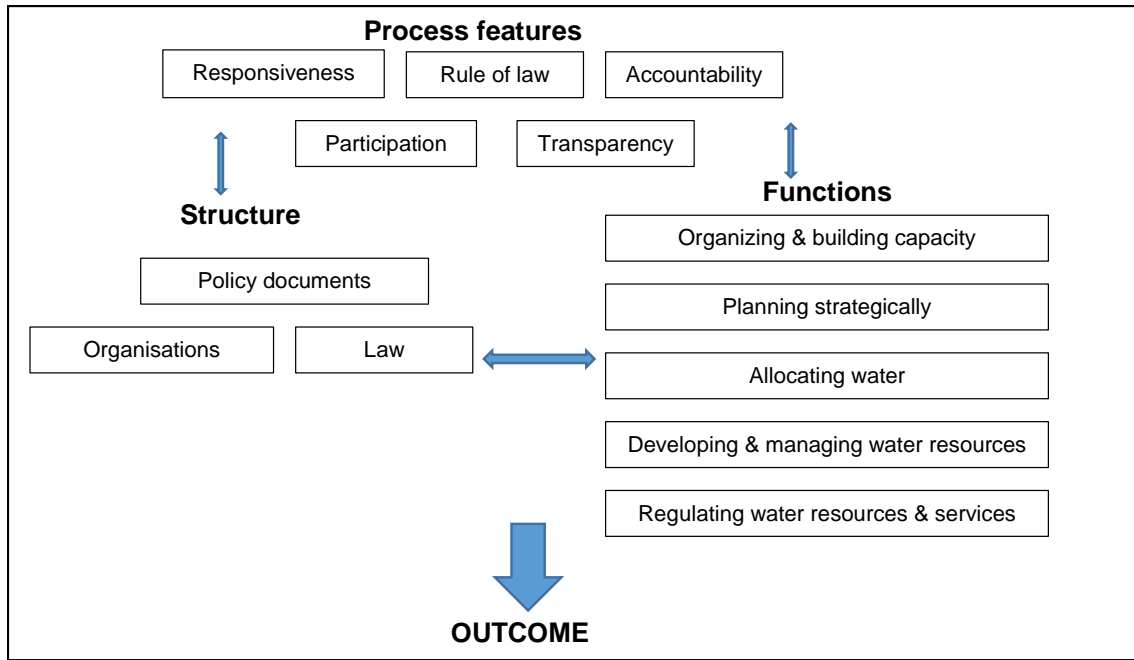 Process features
Responsiveness
Rule of law
Accountability
Participation
Transparency
Structure
Policy documents
Organisations
Law
Functions
Organizing & building capacity
Planning strategically
Allocating water
Developing & managing water resources
Regulating water resources & services
OUTCOME